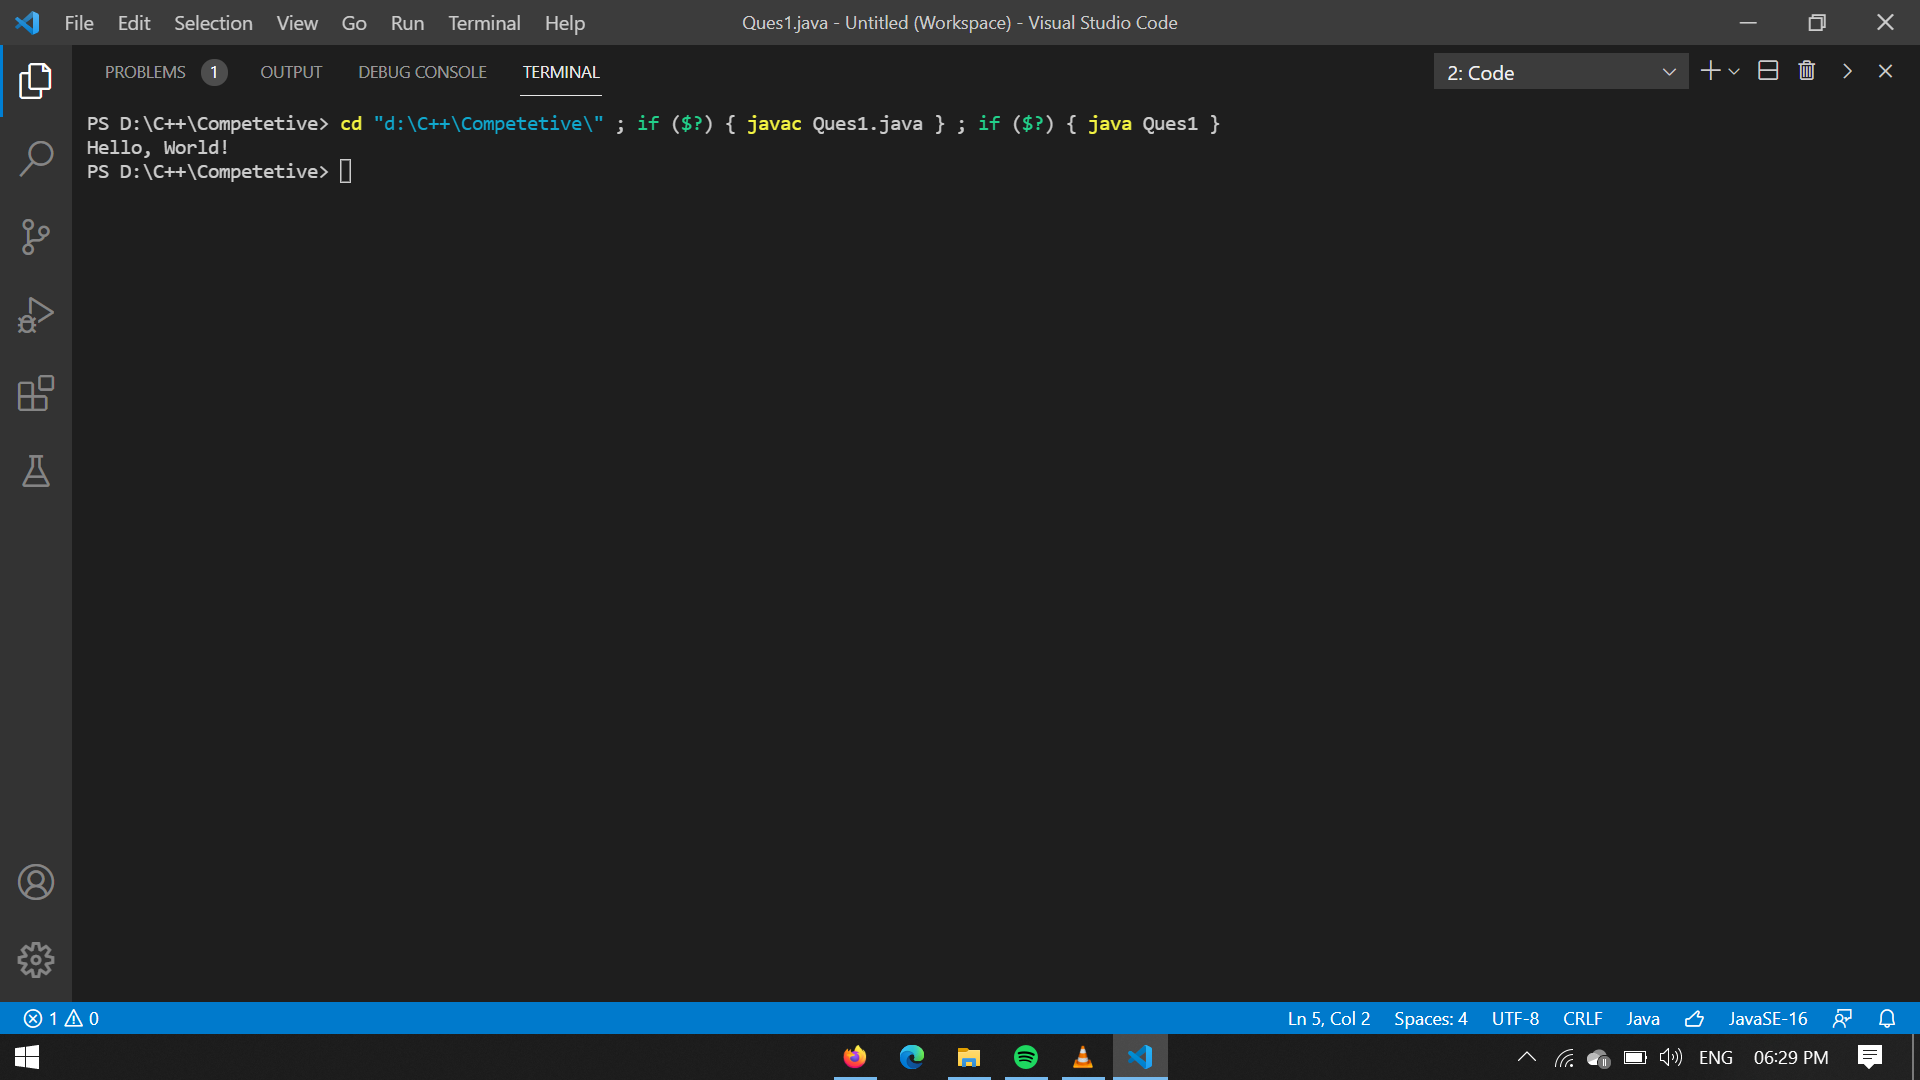 File Edit Selection View Go Run Terminal Help Ques1.java - Untitled (Workspace) - Visual Studio Code
PROBLEMS 1 OUTPUT DEBUG CONSOLE TERMINAL 2: Code
PS D:\C++\Competetive> cd "d:\C++\Competetive\" ; if ($?) { javac Ques1.java } ; if ($?) { java Ques1 }
Hello, World!
PS D:\C++\Competetive>
1 0 Ln 5, Col 2 Spaces: 4 UTF-8 CRLF Java JavaSE-16
ENG 06:29 PM